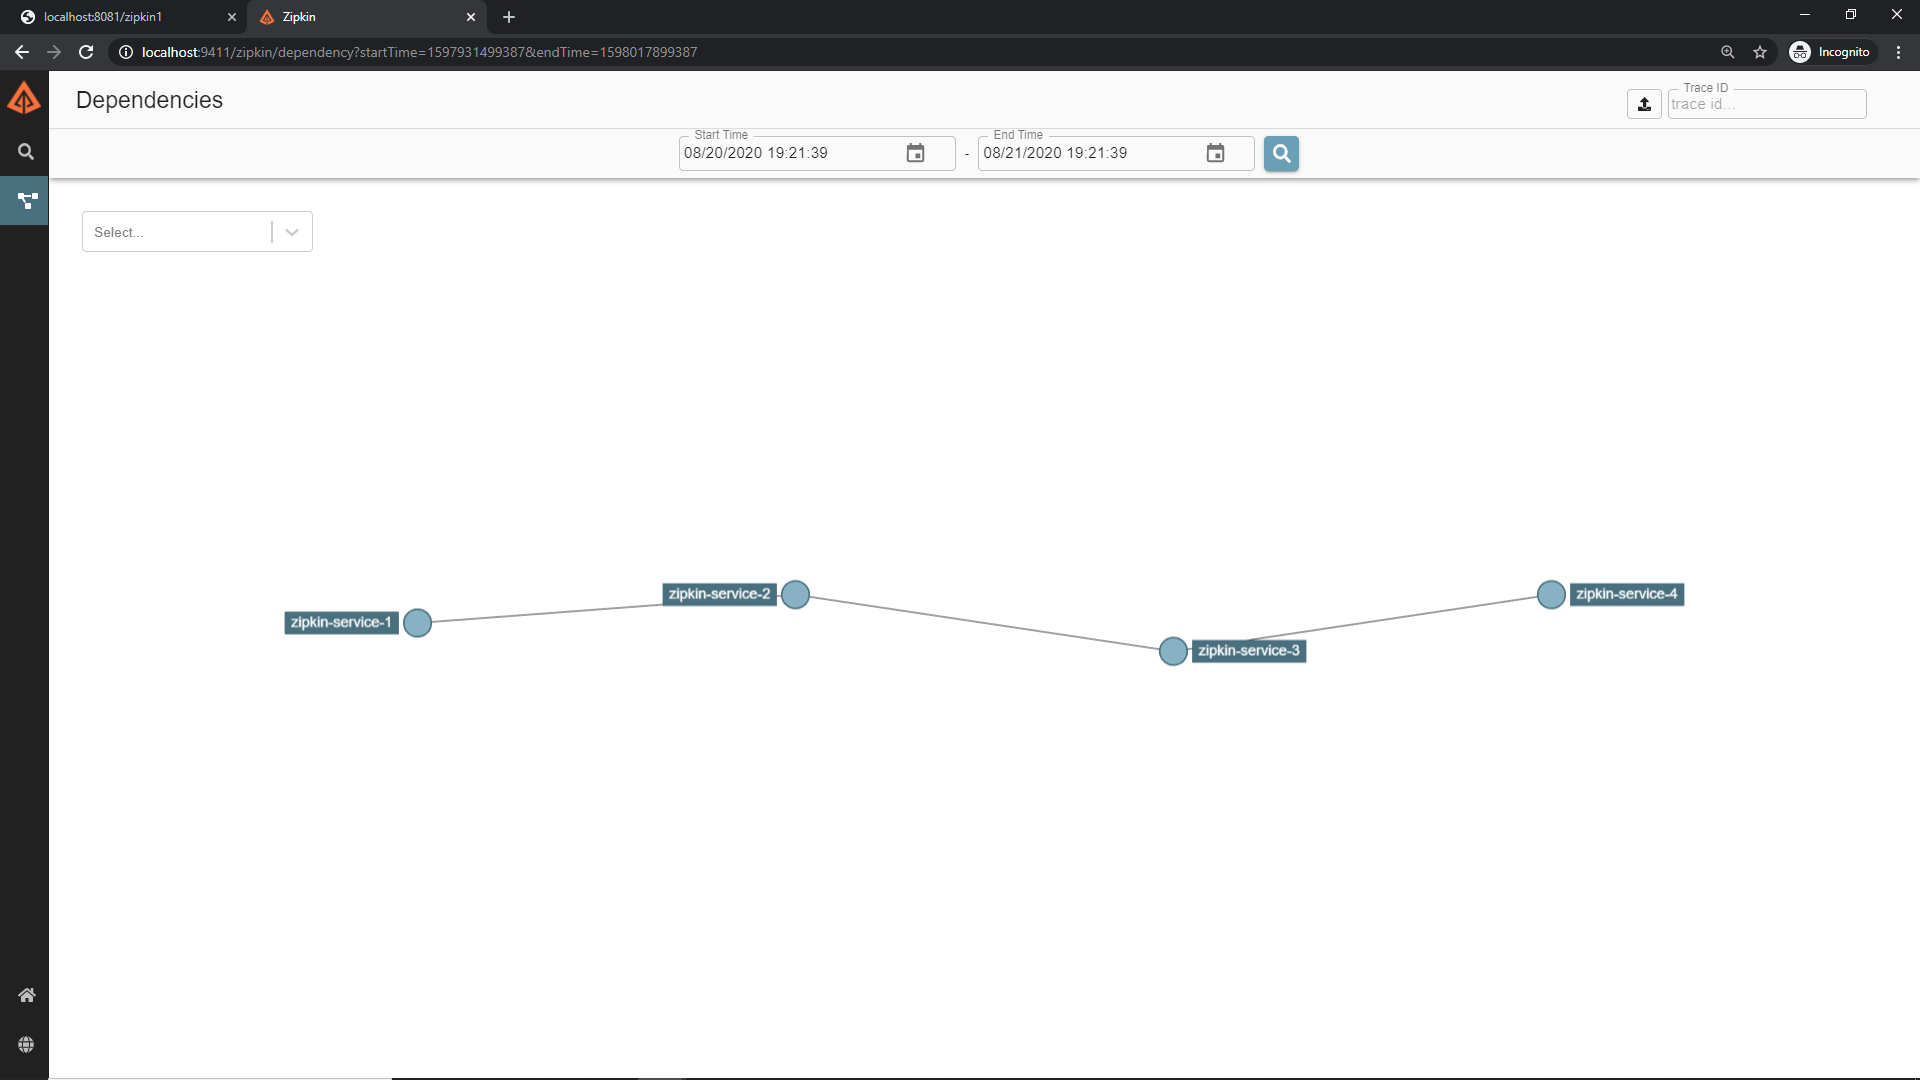 localhost:8081/zipkin1
Zipkin
localhost:9411/zipkin/dependency?startTime=1597931499387&endTime=1598017899387
Incognito
Dependencies
Trace ID
trace id...
Start Time
08/20/2020 19:21:39
-
End Time
08/21/2020 19:21:39
Select...
zipkin-service-1
zipkin-service-2
zipkin-service-3
zipkin-service-4